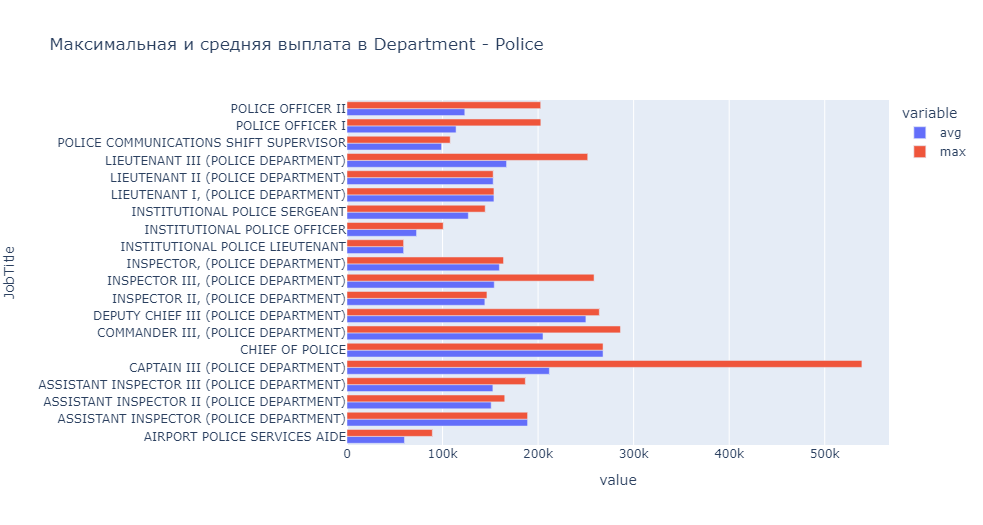 Максимальная и средняя выплата в Department - Police
variable
avg
max
POLICE OFFICER II
POLICE OFFICER I
POLICE COMMUNICATIONS SHIFT SUPERVISOR
LIEUTENANT III (POLICE DEPARTMENT)
LIEUTENANT II (POLICE DEPARTMENT)
LIEUTENANT I, (POLICE DEPARTMENT)
INSTITUTIONAL POLICE SERGEANT
INSTITUTIONAL POLICE OFFICER
INSTITUTIONAL POLICE LIEUTENANT
INSPECTOR, (POLICE DEPARTMENT)
INSPECTOR III, (POLICE DEPARTMENT)
INSPECTOR II, (POLICE DEPARTMENT)
DEPUTY CHIEF III (POLICE DEPARTMENT)
COMMANDER III, (POLICE DEPARTMENT)
CHIEF OF POLICE
CAPTAIN III (POLICE DEPARTMENT)
ASSISTANT INSPECTOR III (POLICE DEPARTMENT)
ASSISTANT INSPECTOR II (POLICE DEPARTMENT)
ASSISTANT INSPECTOR (POLICE DEPARTMENT)
AIRPORT POLICE SERVICES AIDE
JobTitle
0 100k 200k 300k 400k 500k
value